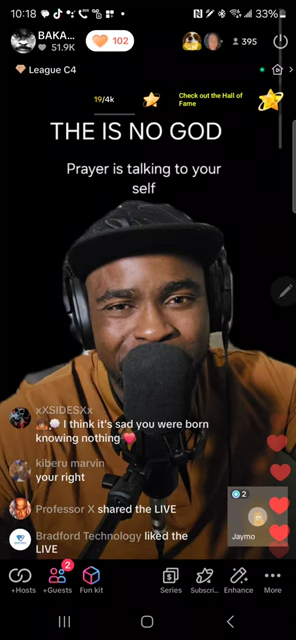 10:18
33%
BAKA...
51.9K
102
395
League C4
19/4k
Check out the Hall of
Fame
THE IS NO GOD
Prayer is talking to your
self
xXSIDESXx
I think it's sad you were born
knowing nothing
kiberu marvin
your right
Professor X shared the LIVE
Bradford Technology liked the
LIVE
2
Jaymo
2
+Hosts
+Guests
Fun kit
Series
Subscri...
Enhance
More